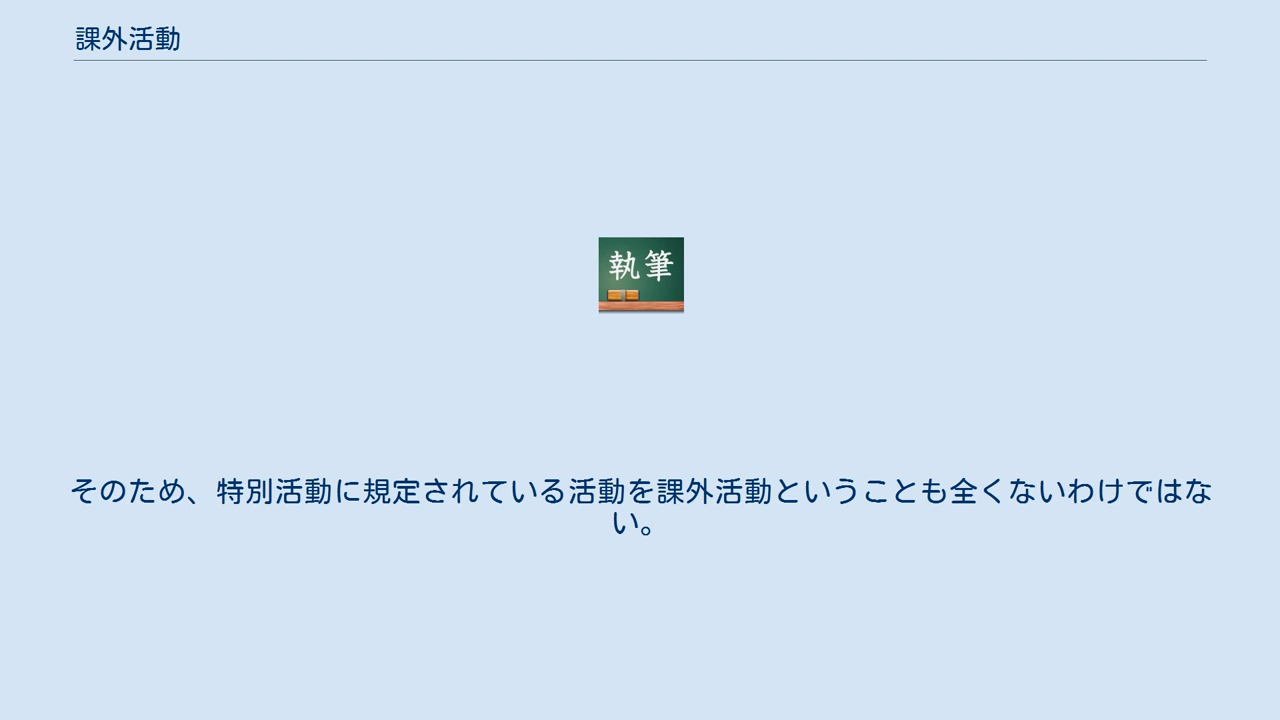 課外活動
執筆
そのため、特別活動に規定されている活動を課外活動ということも全くないわけではな
い。